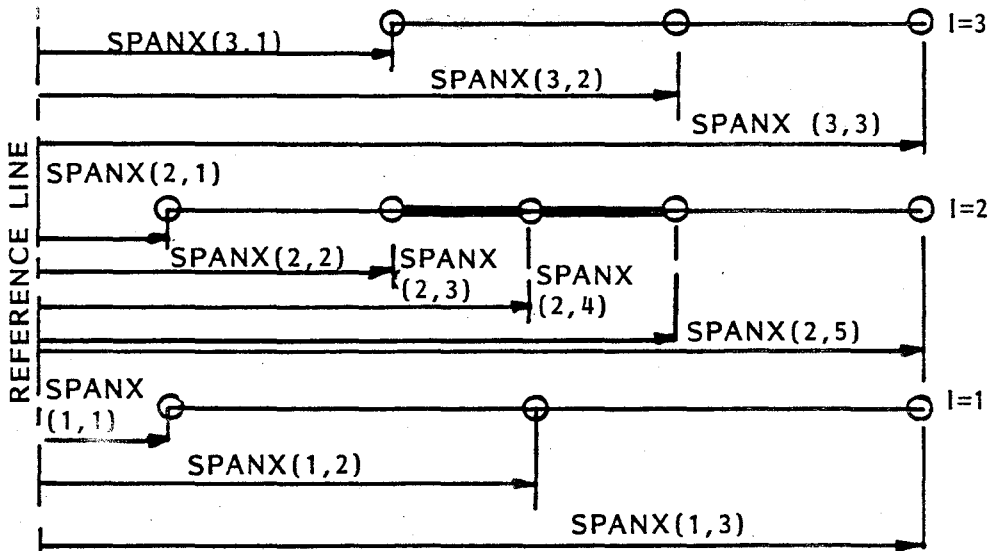 I=3
SPANX(3,1)
SPANX(3,2)
SPANX (3,3)
REFERENCE LINE
SPANX(2,1)
I=2
SPANX(2,2)
SPANX
(2,3)
SPANX
(2,4)
SPANX(2,5)
SPANX
(1,1)
I=1
SPANX(1,2)
SPANX(1,3)